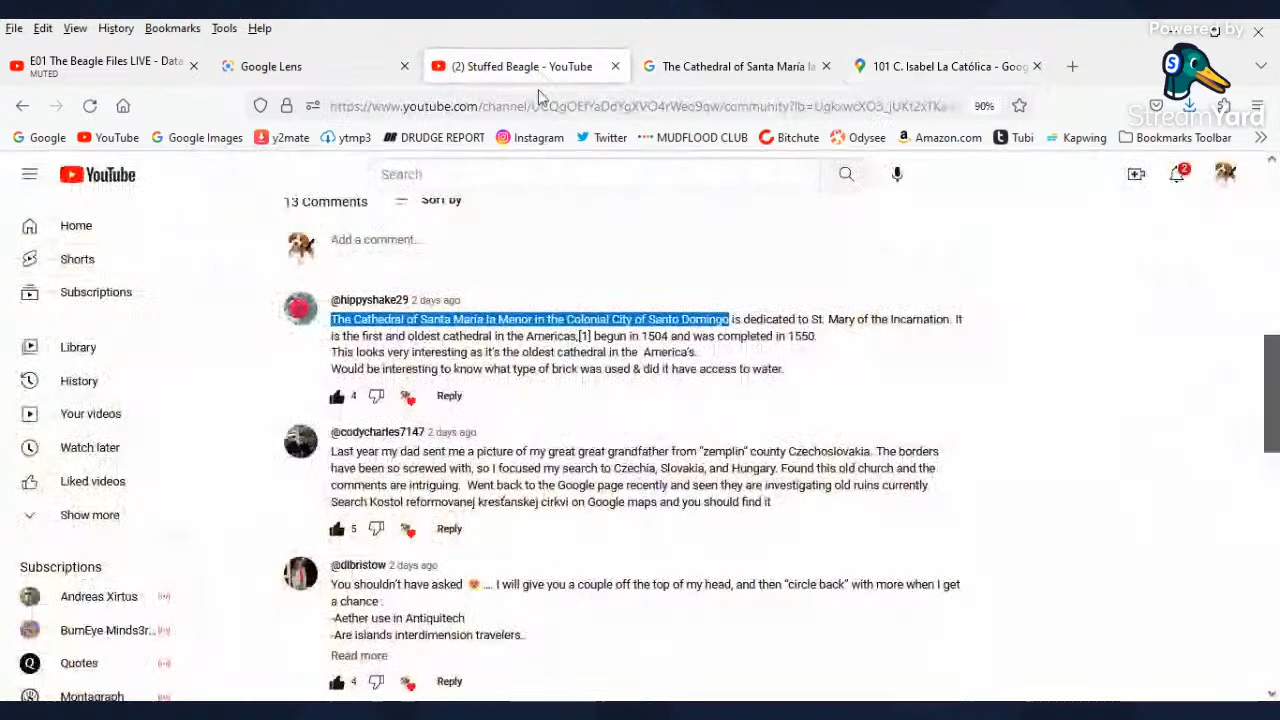 File Edit View History Bookmarks Tools Help
Powered by
E01 The Beagle Files LIVE - Data
MUTED
Google Lens
(2) Stuffed Beagle - YouTube
The Cathedral of Santa María la
101 C. Isabel La Católica - Goog
S
StreamYard
90%
Google YouTube Google Images y2mate ytmp3 DRUDGE REPORT Instagram Twitter MUDFLOOD CLUB Bitchute Odysee Amazon.com Tubi Kapwing Bookmarks Toolbar
YouTube
Search
2
13 Comments Sort by
Add a comment...
Home
Shorts
Subscriptions
Library
History
Your videos
Watch later
Liked videos
Show more
Subscriptions
Andreas Xirtus
BurnEye Minds3r...
Quotes
Montagraph
@hippyshake29 2 days ago
The Cathedral of Santa María la Menor in the Colonial City of Santo Domingo is dedicated to St. Mary of the Incarnation. It
is the first and oldest cathedral in the Americas,[1] begun in 1504 and was completed in 1550.
This looks very interesting as it's the oldest cathedral in the America's.
Would be interesting to know what type of brick was used & did it have access to water.
4 Reply
@codycharles7147 2 days ago
Last year my dad sent me a picture of my great great grandfather from "zemplin" county Czechoslovakia. The borders
have been so screwed with, so I focused my search to Czechia, Slovakia, and Hungary. Found this old church and the
comments are intriguing. Went back to the Google page recently and seen they are investigating old ruins currently
Search Kostol reformovanej kresťanskej cirkvi on Google maps and you should find it
5 Reply
@dlbristow 2 days ago
You shouldn't have asked .... I will give you a couple off the top of my head, and then "circle back" with more when I get
a chance :
-Aether use in Antiquitech
-Are islands interdimension travelers..
Read more
4 Reply